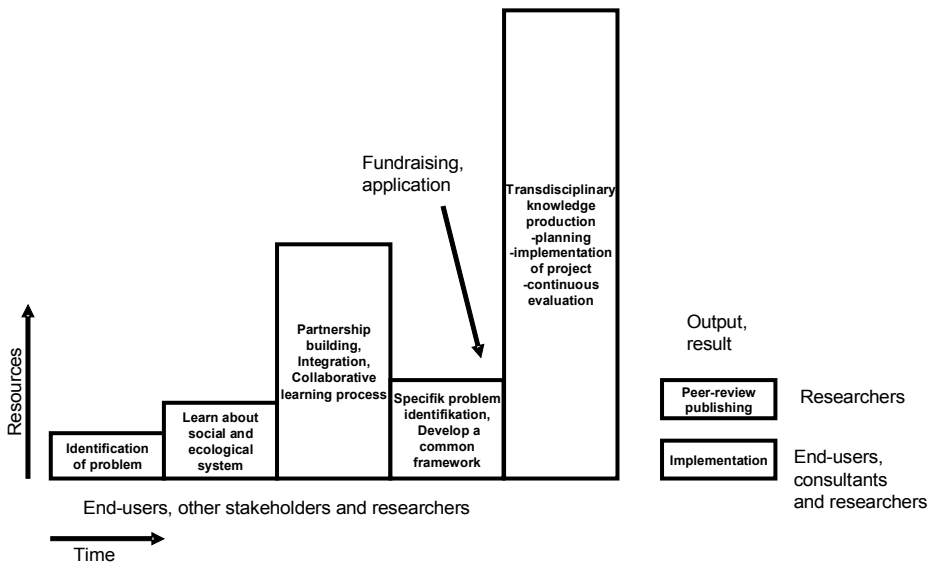 Fundraising,
application
Transdisciplinary
knowledge
production
-planning
-implementation
of project
-continuous
evaluation
Resources
Identification
of problem
Learn about
social and
ecological
system
Partnership
building,
Integration,
Collaborative
learning process
Specifik problem
identifikation,
Develop a
common
framework
Output,
result
Peer-review
publishing
Researchers
Implementation
End-users,
consultants
and researchers
End-users, other stakeholders and researchers
Time